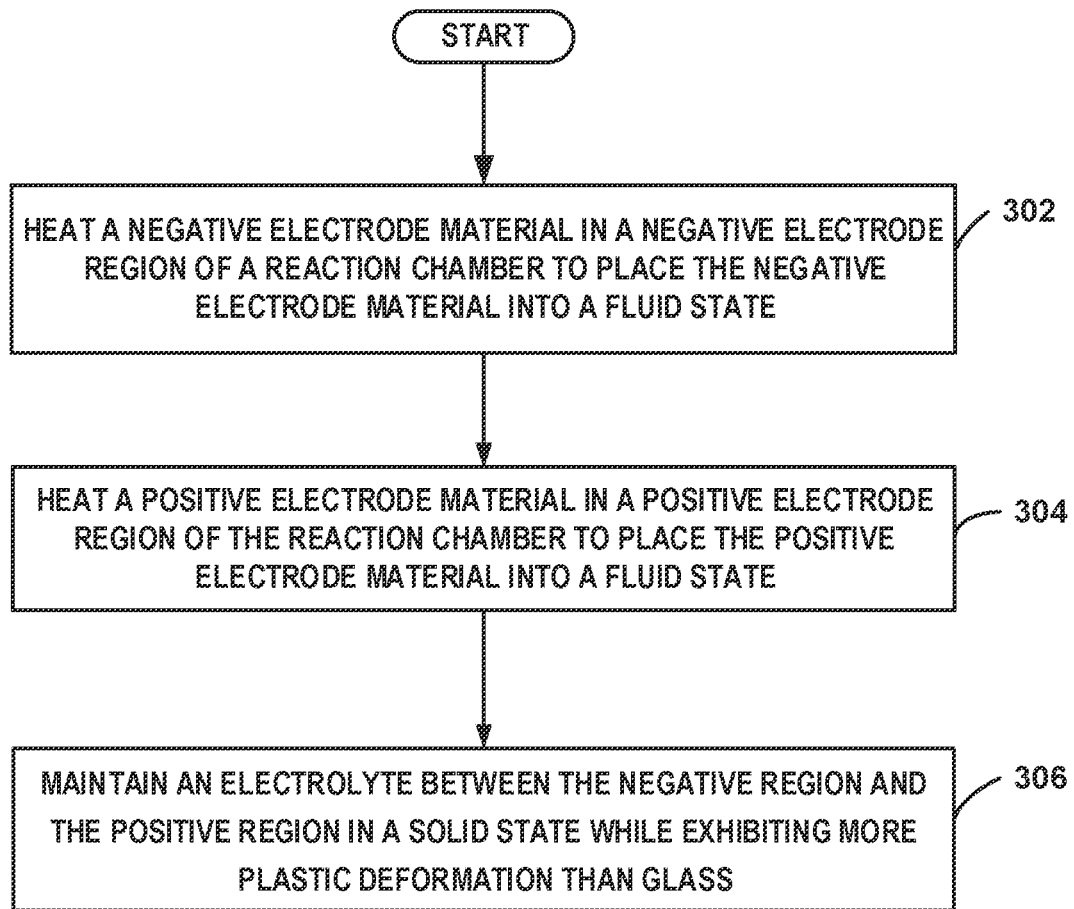 START
HEAT A NEGATIVE ELECTRODE MATERIAL IN A NEGATIVE ELECTRODE
REGION OF A REACTION CHAMBER TO PLACE THE NEGATIVE
ELECTRODE MATERIAL INTO A FLUID STATE
302
HEAT A POSITIVE ELECTRODE MATERIAL IN A POSITIVE ELECTRODE
REGION OF THE REACTION CHAMBER TO PLACE THE POSITIVE
ELECTRODE MATERIAL INTO A FLUID STATE
304
MAINTAIN AN ELECTROLYTE BETWEEN THE NEGATIVE REGION AND
THE POSITIVE REGION IN A SOLID STATE WHILE EXHIBITING MORE
PLASTIC DEFORMATION THAN GLASS
306